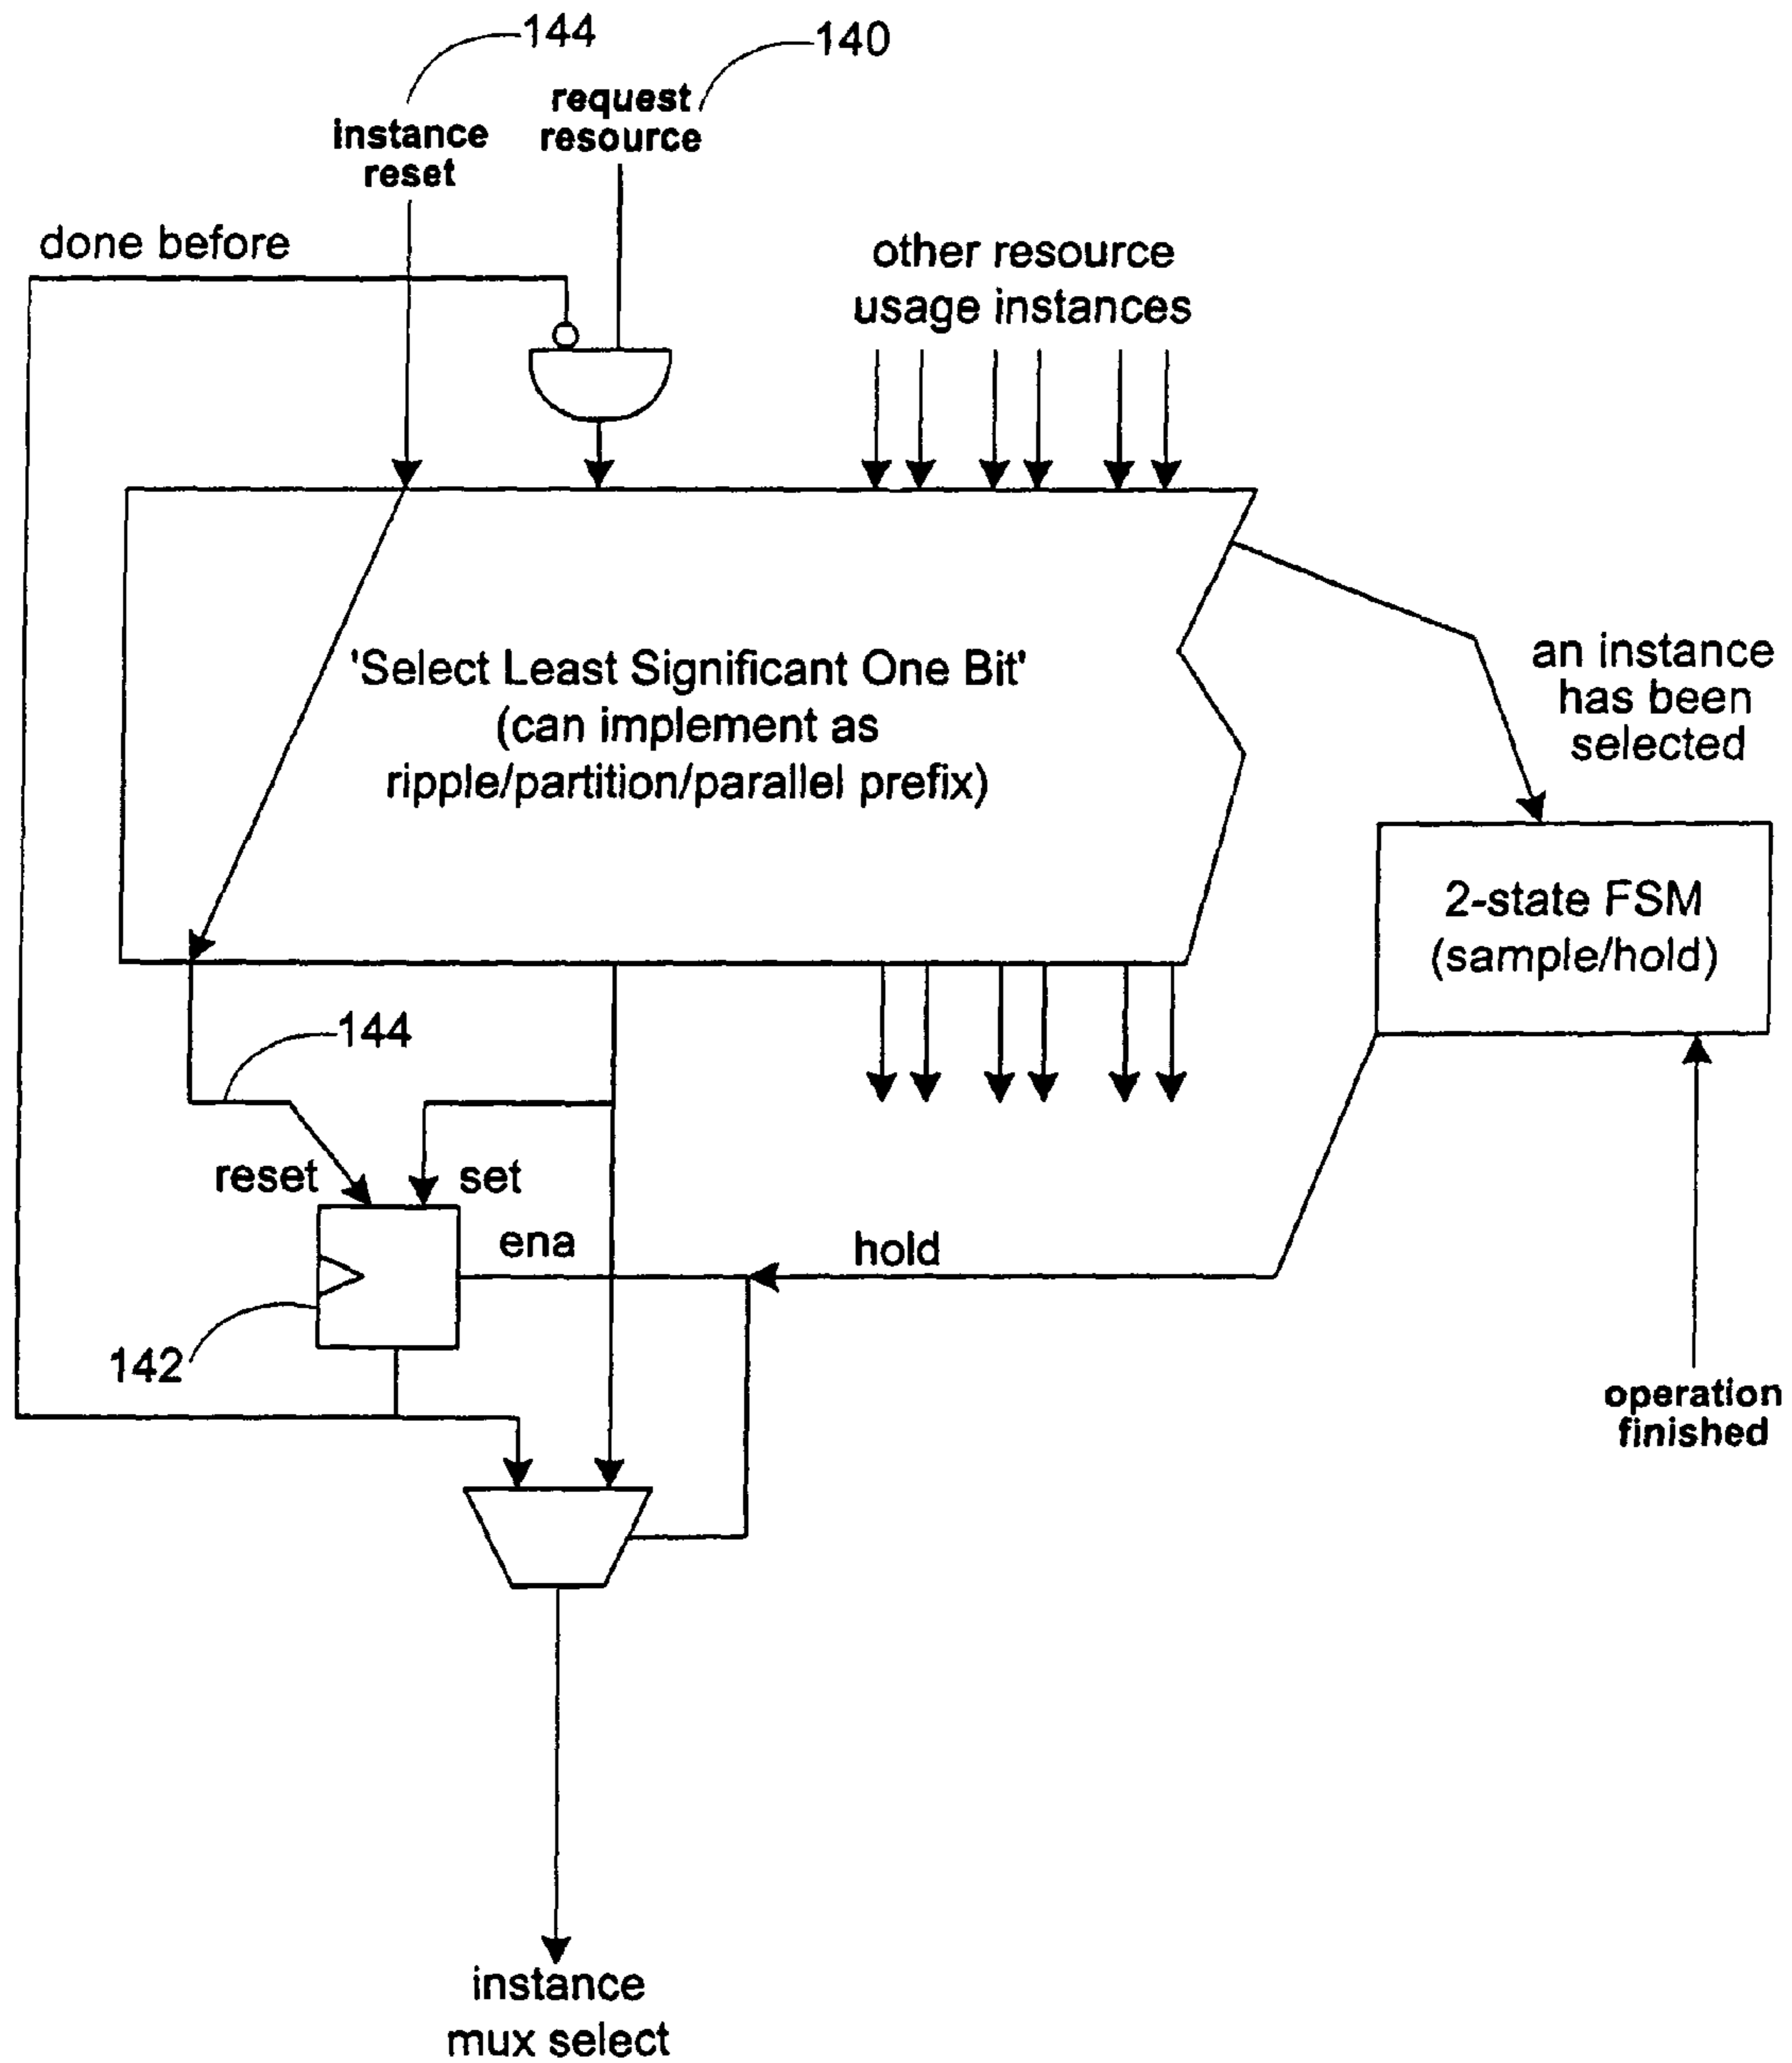 144
140
request
resource
instance
reset
done before
other resource
usage instances
'Select Least Significant One Bit'
(can implement as
ripple/partition/parallel prefix)
an instance
has been
selected
2-state FSM
(sample/hold)
144
reset
set
ena
hold
142
operation
finished
instance
mux select